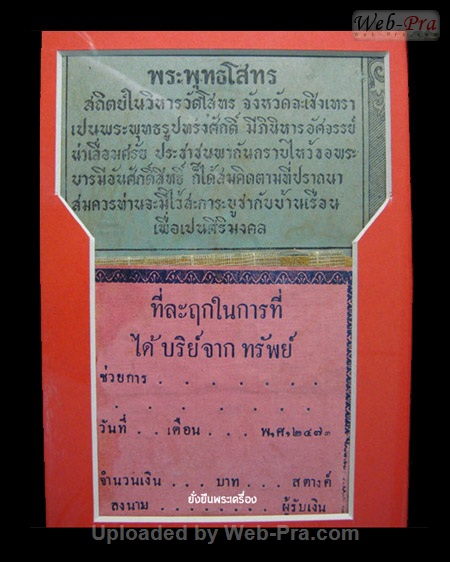 Web-Pra
พระพุทธโสทร
สถิตย์ในวิหารวัดโสทร จังหวัดฉะเชิงเทรา
เปนพระพุทธรูปทรงศักดิ์ มีภินิหารอัศจรรย์
น่าเลื่อมศรัย ประชาชนพากันกราบไหว้ขอพระ
บารมีอันศักดิ์สิทธิ์ ก็ได้สมคิดตามที่ปราถนา
สมควรท่านจะมีไว้สการะบูชากับบ้านเรือน
เพื่อเปนศิริมงคล
ที่ละฤกในการที่
ได้ บริย์จาก ทรัพย์
ช่วยการ . . . . . . .
. . . . . . . .
วันที่ . . เดือน . . . พ,ศ,๒๔๗
จำนวนเงิน . . . บาท . . . สตางค์
ยั่งยืนพระเครื่อง
ลงนาม . . . . . . . . ผู้รับเงิน
Uploaded by Web-Pra.com